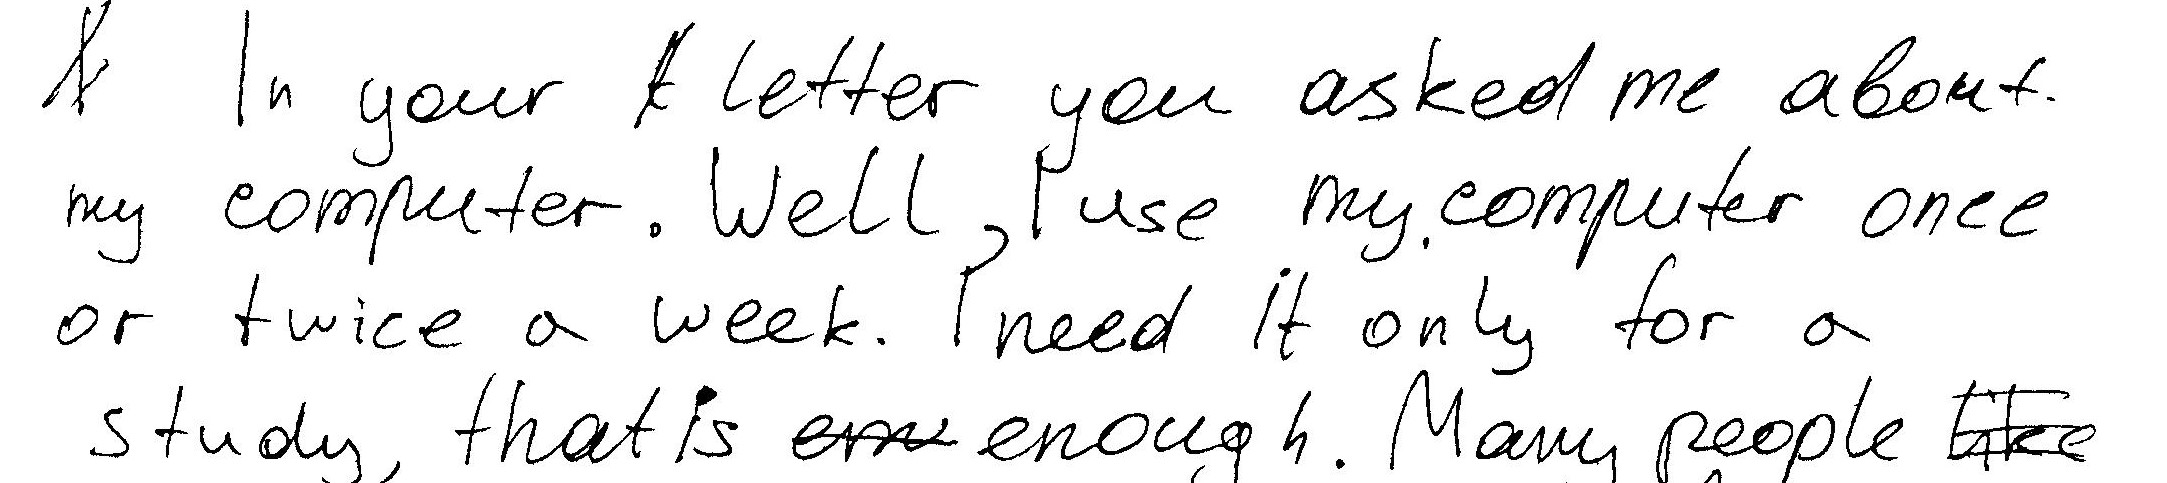 In your letter you asked me about
my computer. Well, I use my computer once
or twice a week. I need it only for a
study, that is enough. Many people